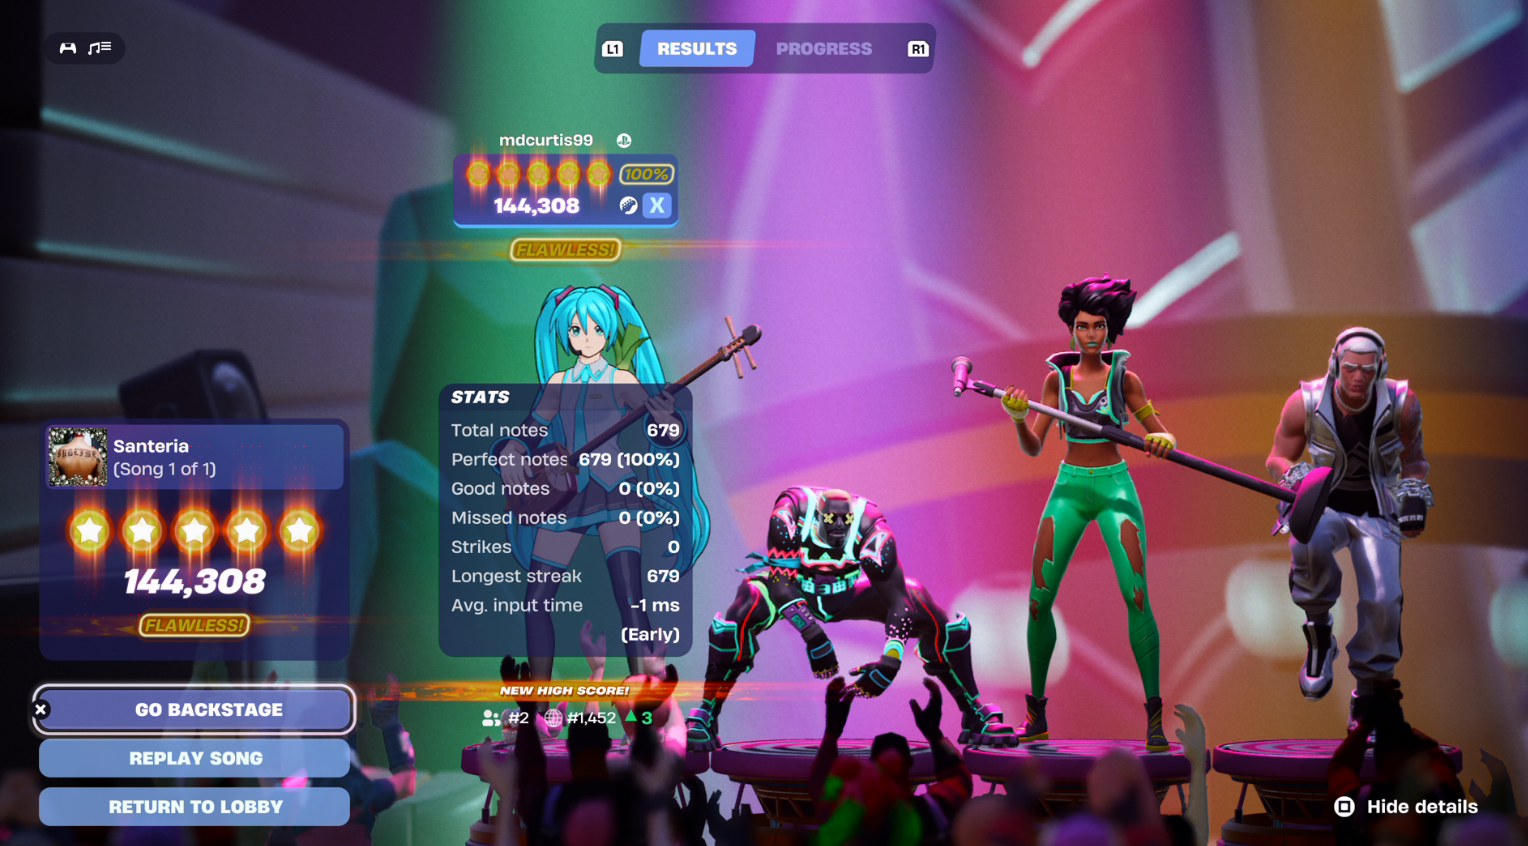 L1
RESULTS
PROGRESS
R1
mdcurtis99
100%
144,308
X
FLAWLESS!
STATS
Total notes 679
Perfect notes 679 (100%)
Good notes 0 (0%)
Missed notes 0 (0%)
Strikes 0
Longest streak 679
Avg. input time -1 ms
(Early)
NEW HIGH SCORE!
#2 #1,452 3
SUBLIME
Santeria
(Song 1 of 1)
144,308
FLAWLESS!
GO BACKSTAGE
REPLAY SONG
RETURN TO LOBBY
Hide details